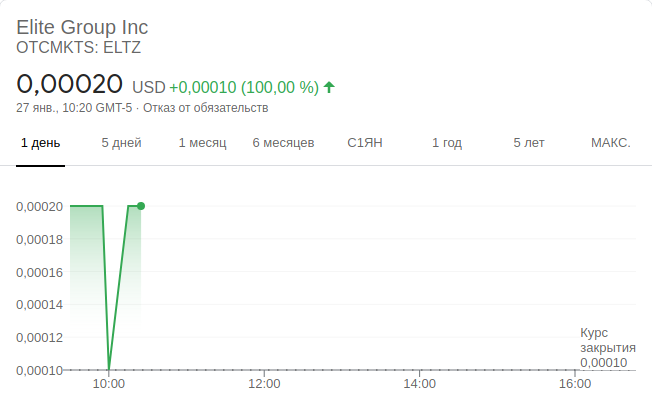 Elite Group Inc
OTCMKTS: ELTZ
0,00020 USD +0,00010 (100,00 %)
27 янв., 10:20 GMT-5 · Отказ от обязательств
1 день 5 дней 1 месяц 6 месяцев С1ЯН 1 год 5 лет МАКС.
0,00020
0,00018
0,00016
0,00014
0,00012
0,00010
Курс
закрытия
0,00010
10:00 12:00 14:00 16:00